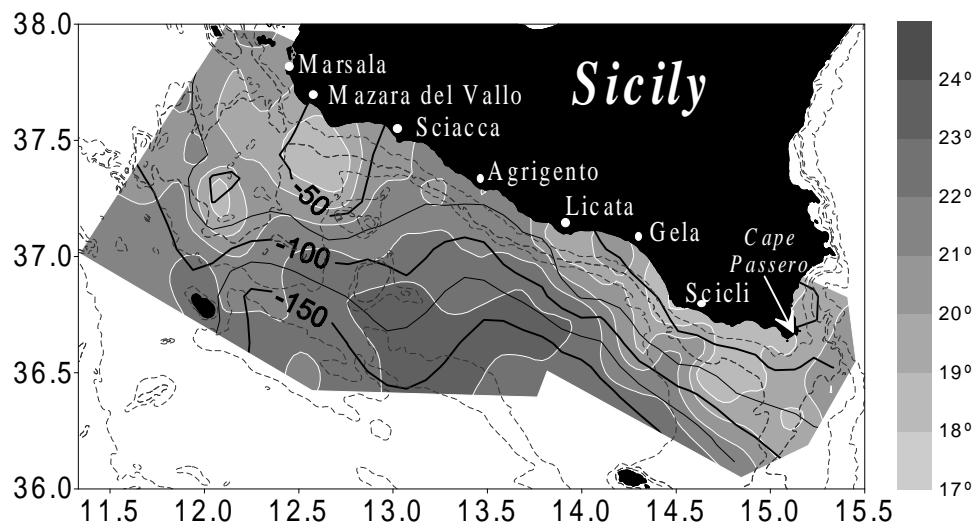 38.0
37.5
37.0
36.5
36.0
11.5 12.0 12.5 13.0 13.5 14.0 14.5 15.0 15.5
Marsala
Mazara del Vallo
Sciacca
Agrigento
Licata
Gela
Scicli
Cape
Passero
Sicily
-50
-100
-150
24º
23º
22º
21º
20º
19º
18º
17º